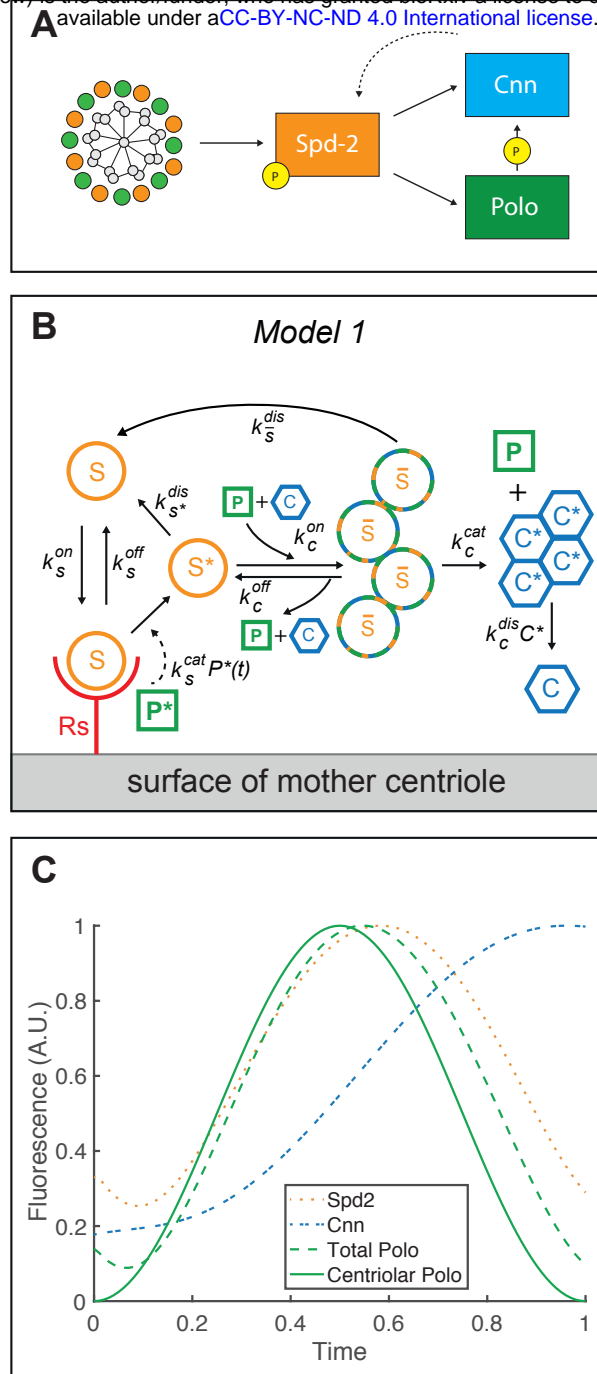 available under aCC-BY-NC-ND 4.0 International license.
A
Spd-2
P
Cnn
P
Polo
B
Model 1
k_s̄^dis
S
k_s*^dis
P + C
k_c^on
S̄
P
+
k_s^on
k_s^off
S*
S̄
k_c^off
S̄
k_c^cat
C*
C*
C*
C*
P + C
S̄
k_c^dis C*
S
k_s^cat P*(t)
P*
C
Rs
surface of mother centriole
C
Fluorescence (A.U.)
1
0.8
0.6
0.4
0.2
0
Spd2
Cnn
Total Polo
Centriolar Polo
0 0.2 0.4 0.6 0.8 1
Time